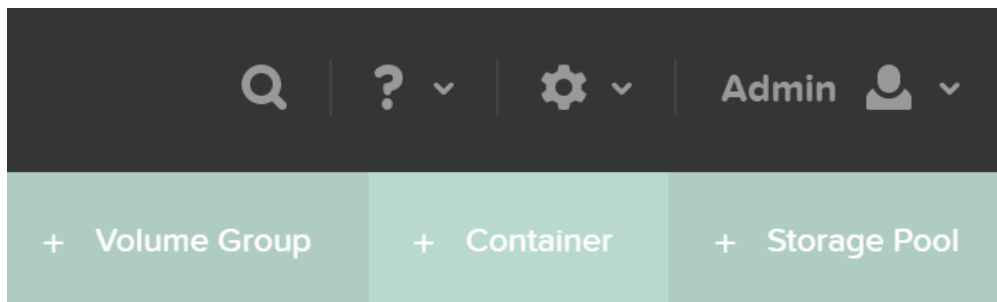 ? Admin
+ Volume Group + Container + Storage Pool